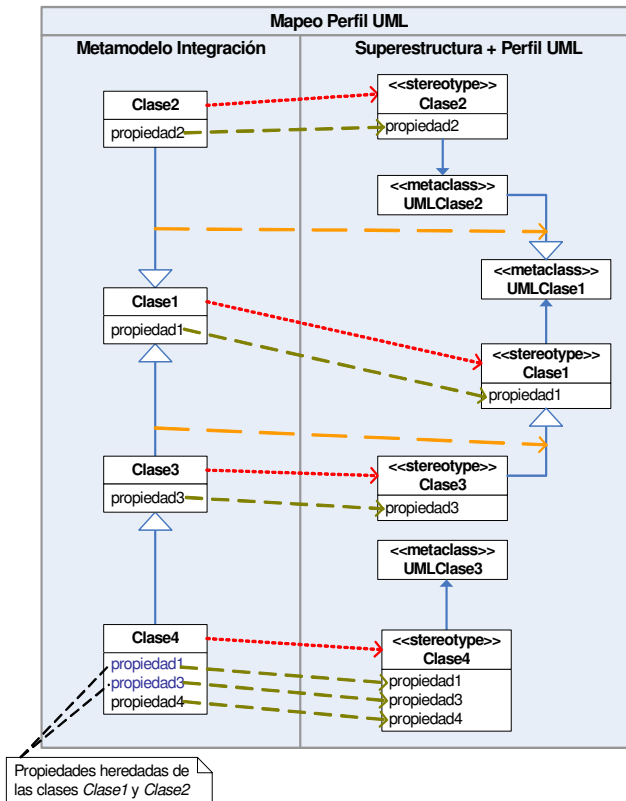 Mapeo Perfil UML
Metamodelo Integración
Superestructura + Perfil UML
Clase2
propiedad2
<<stereotype>>
Clase2
propiedad2
<<metaclass>>
UMLClase2
<<metaclass>>
UMLClase1
Clase1
propiedad1
<<stereotype>>
Clase1
propiedad1
Clase3
propiedad3
<<stereotype>>
Clase3
propiedad3
<<metaclass>>
UMLClase3
Clase4
propiedad1
propiedad3
propiedad4
<<stereotype>>
Clase4
propiedad1
propiedad3
propiedad4
Propiedades heredadas de
las clases Clase1 y Clase2